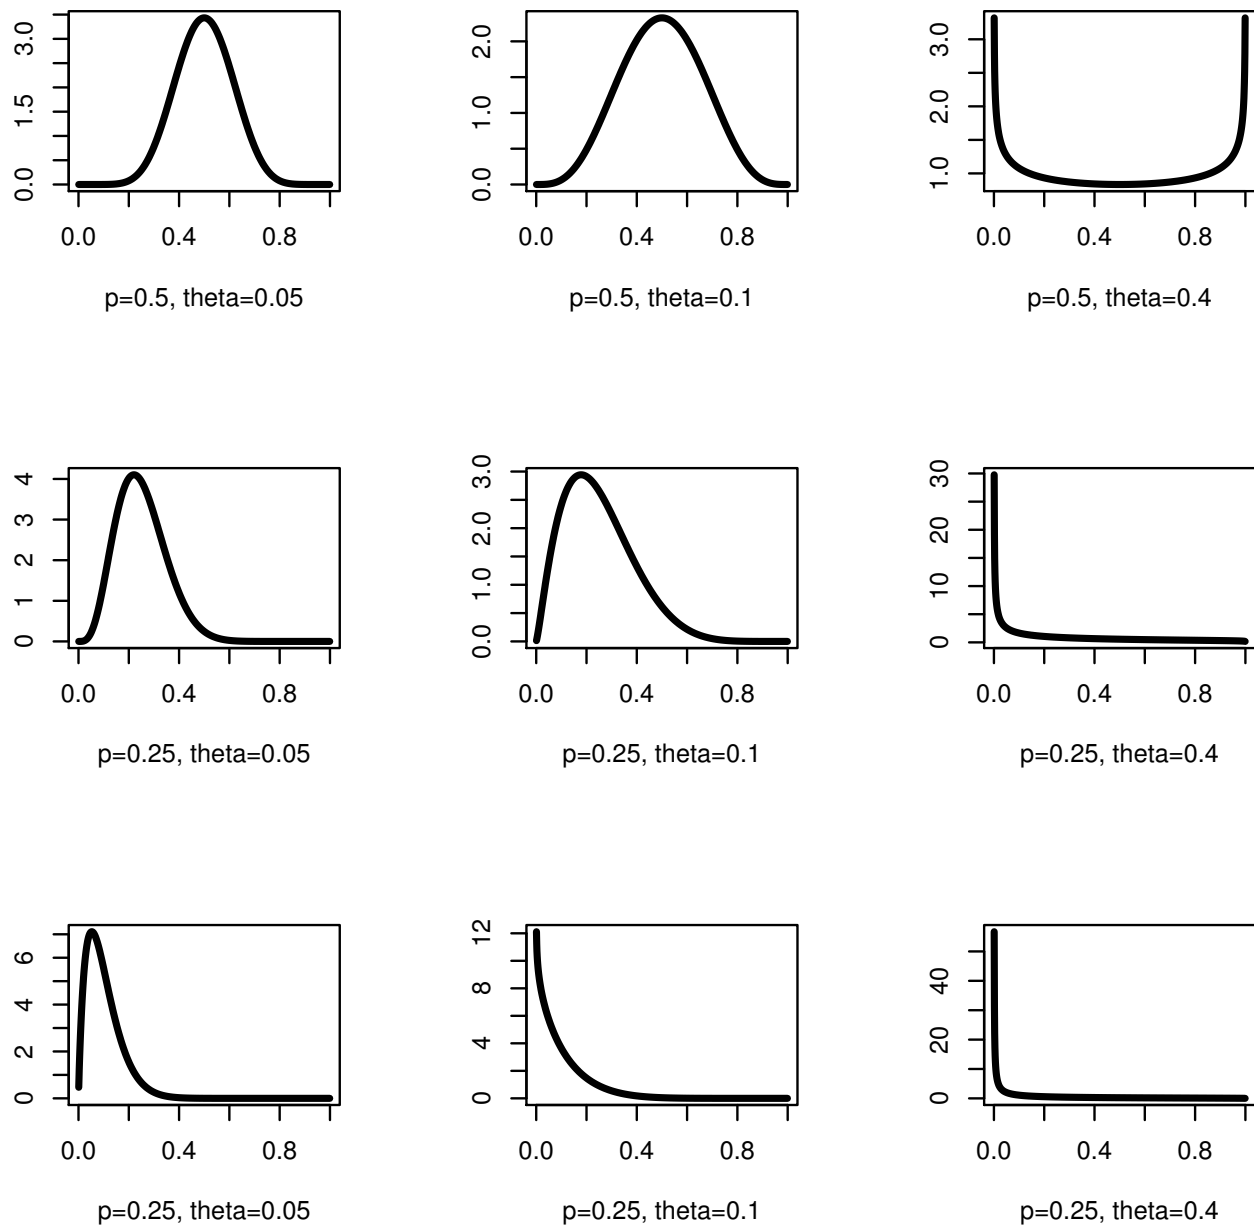 0.0 1.5 3.0
0.0 0.4 0.8
p=0.5, theta=0.05
0.0 1.0 2.0
0.0 0.4 0.8
p=0.5, theta=0.1
1.0 2.0 3.0
0.0 0.4 0.8
p=0.5, theta=0.4
0 1 2 3 4
0.0 0.4 0.8
p=0.25, theta=0.05
0.0 1.0 2.0 3.0
0.0 0.4 0.8
p=0.25, theta=0.1
0 10 20 30
0.0 0.4 0.8
p=0.25, theta=0.4
0 2 4 6
0.0 0.4 0.8
p=0.25, theta=0.05
0 4 8 12
0.0 0.4 0.8
p=0.25, theta=0.1
0 20 40
0.0 0.4 0.8
p=0.25, theta=0.4